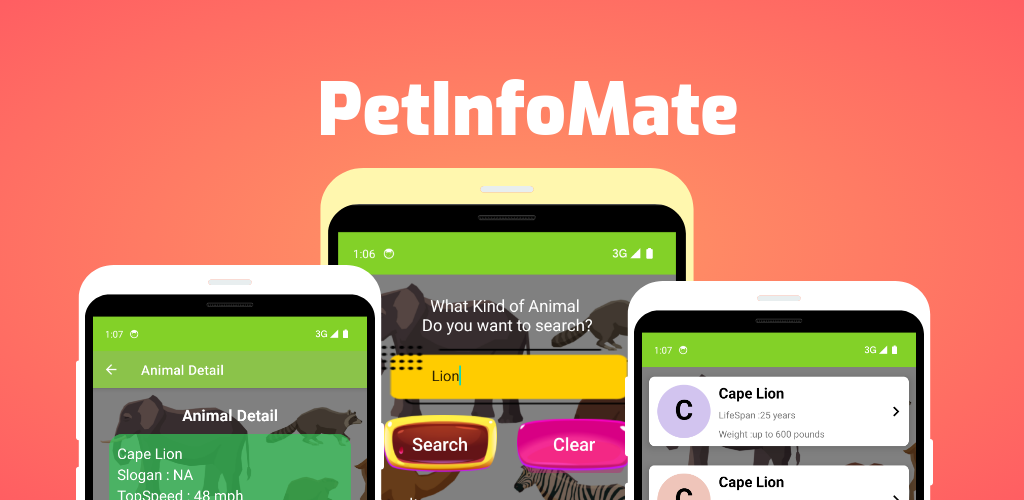 PetInfoMate
1:07
3G
Animal Detail
Animal Detail
Cape Lion
Slogan : NA
TopSpeed : 48 mph
1:06
3G
What Kind of Animal
Do you want to search?
Lion
Search
Clear
1:07
3G
C
Cape Lion
LifeSpan :25 years
Weight :up to 600 pounds
C
Cape Lion